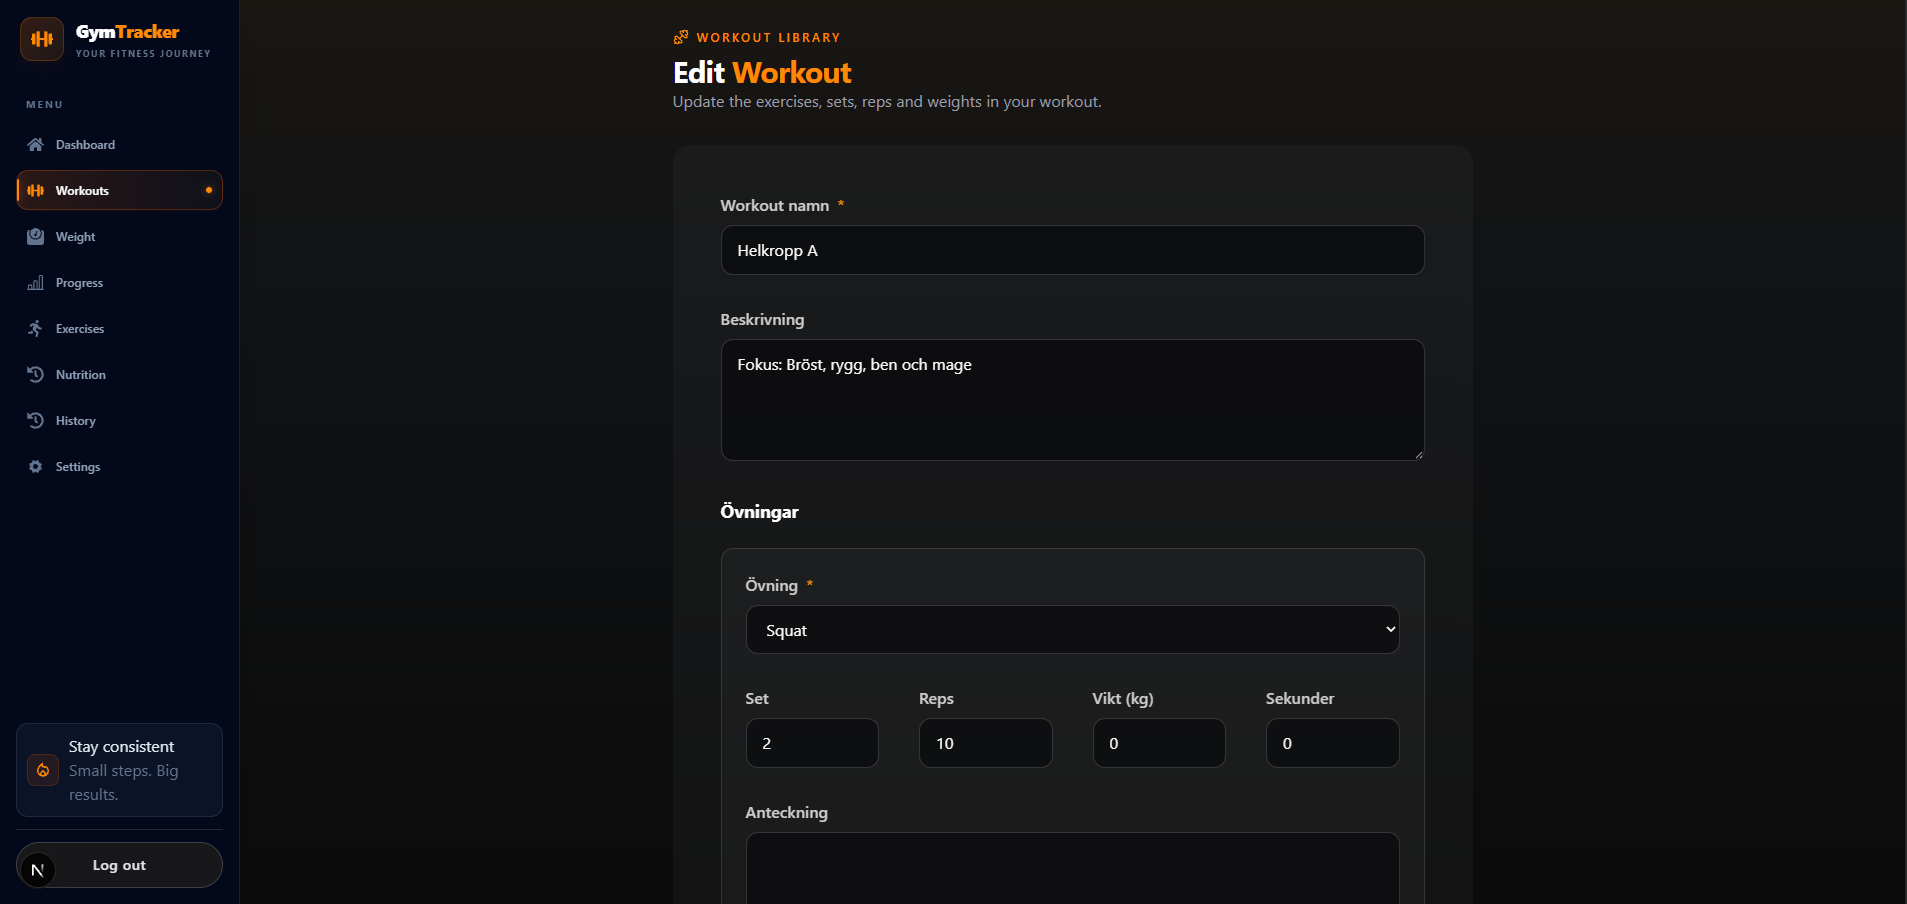 GymTracker
YOUR FITNESS JOURNEY
MENU
Dashboard
Workouts
Weight
Progress
Exercises
Nutrition
History
Settings
Stay consistent
Small steps. Big
results.
N
Log out
WORKOUT LIBRARY
Edit Workout
Update the exercises, sets, reps and weights in your workout.
Workout namn *
Helkropp A
Beskrivning
Fokus: Bröst, rygg, ben och mage
Övningar
Övning *
Squat
Set
Reps
Vikt (kg)
Sekunder
2
10
0
0
Anteckning